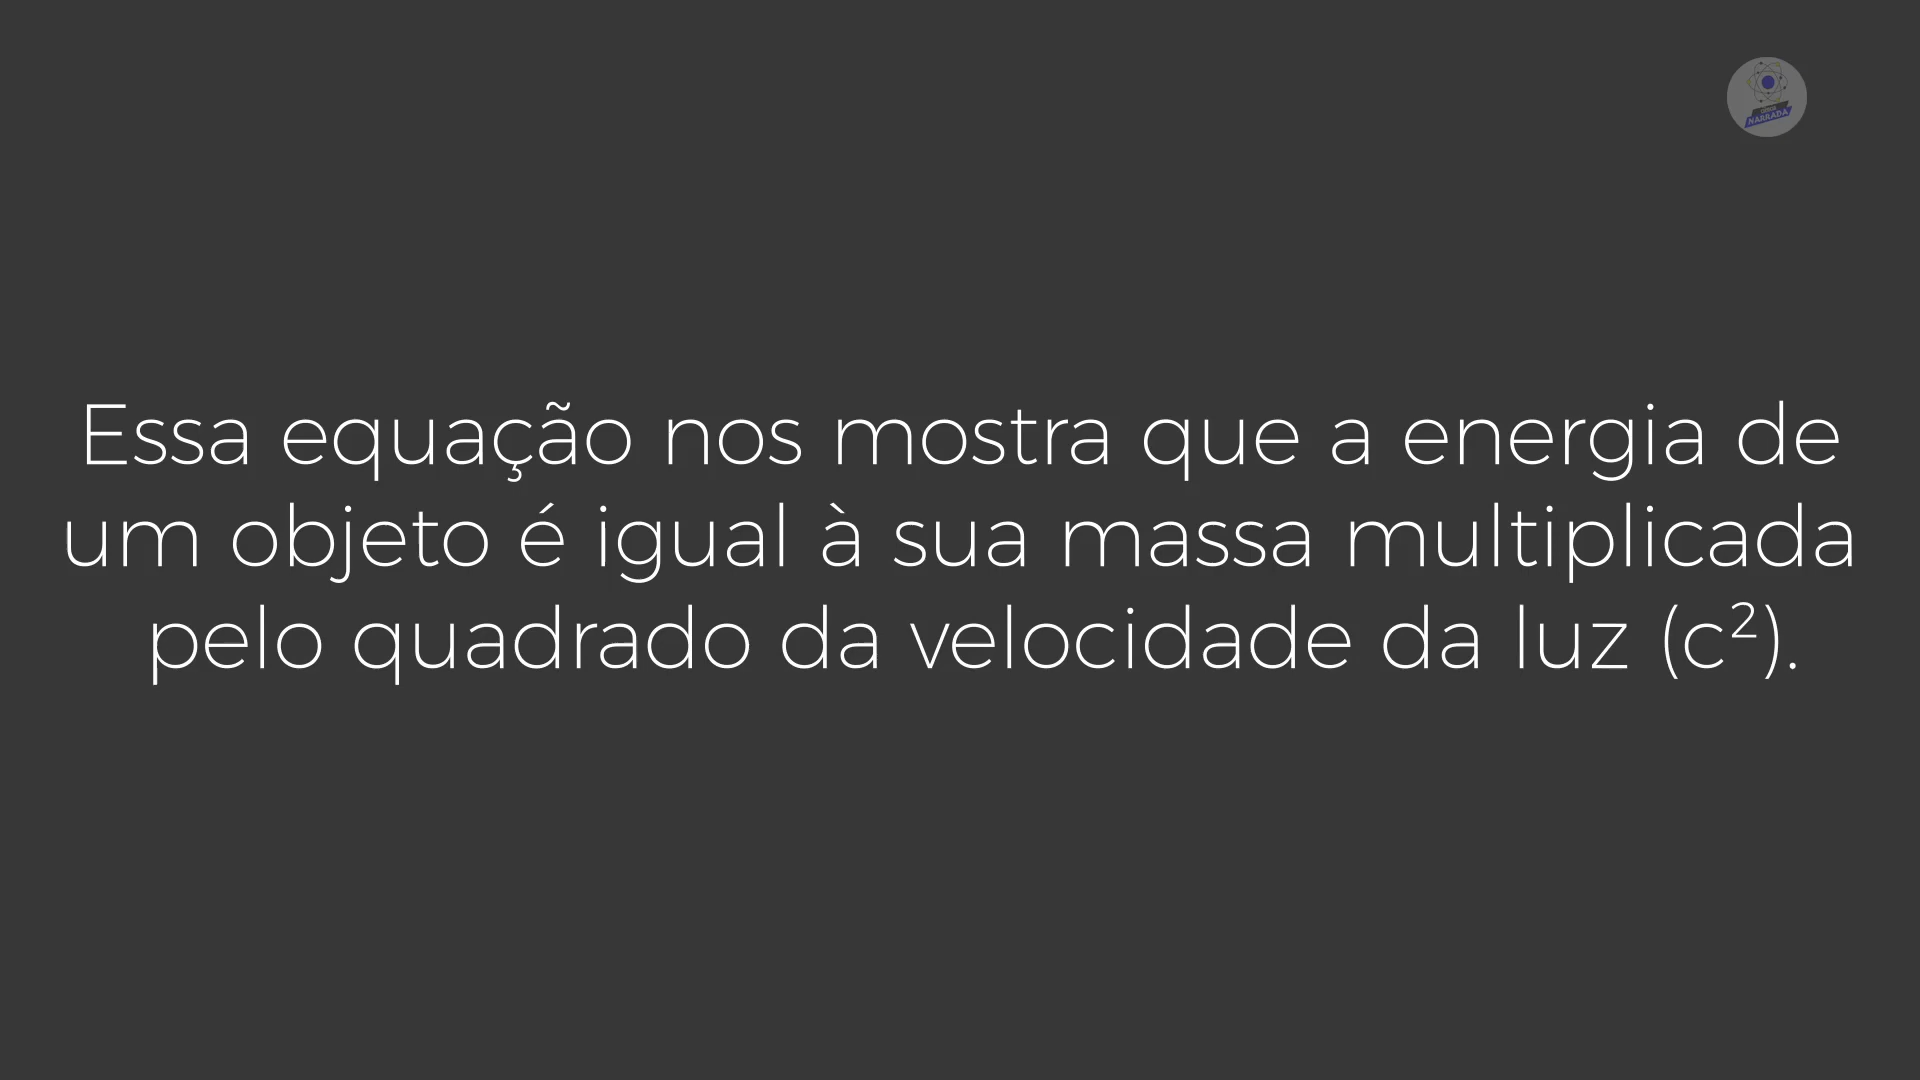 NARRADA
Essa equação nos mostra que a energia de
um objeto é igual à sua massa multiplicada
pelo quadrado da velocidade da luz (c²).